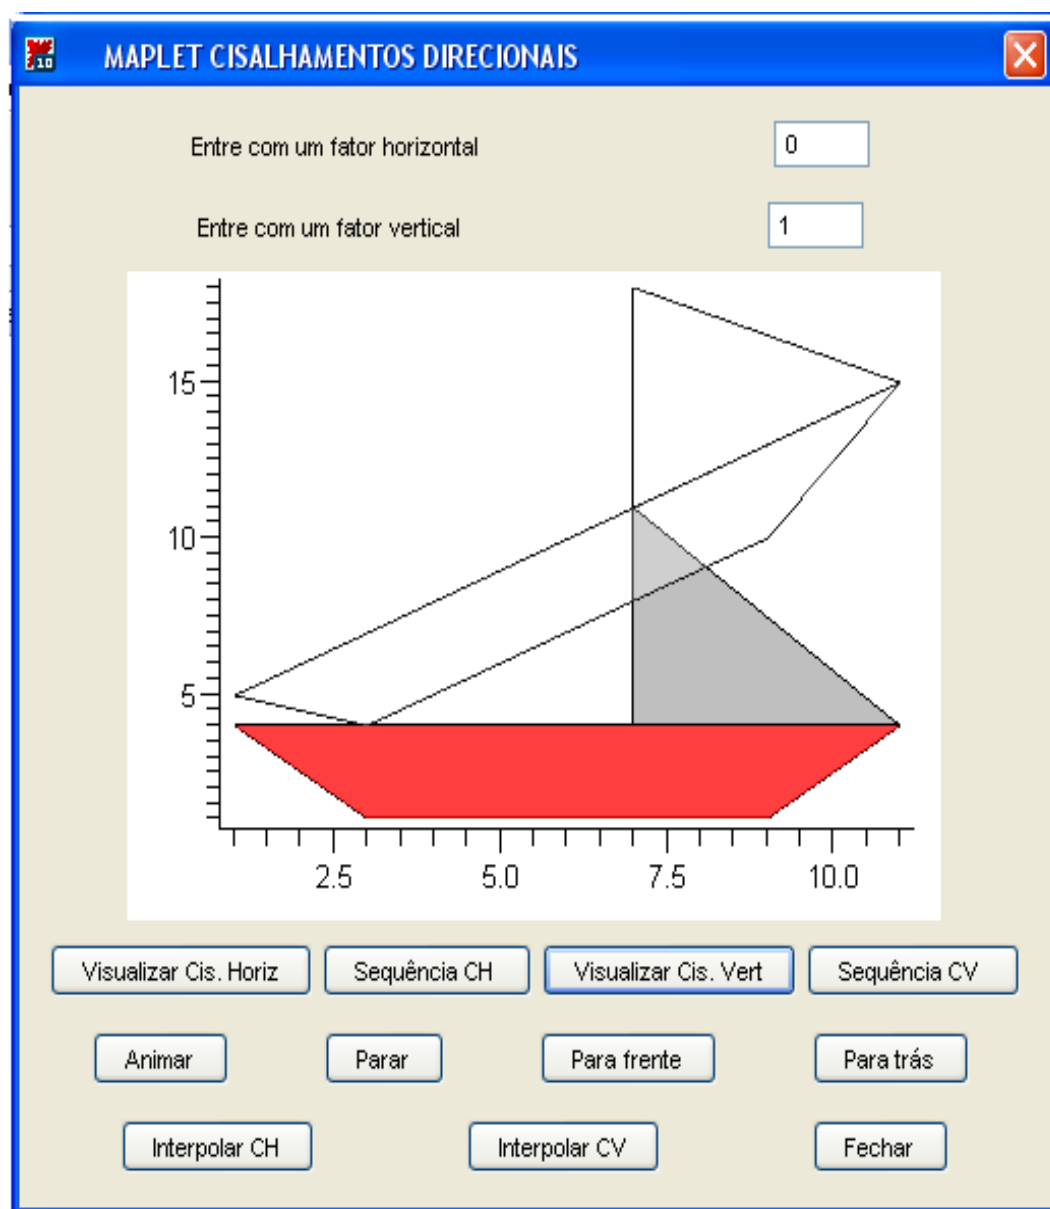 MAPLET CISALHAMENTOS DIRECIONAIS
Entre com um fator horizontal 0
Entre com um fator vertical 1
15
10
5
2.5 5.0 7.5 10.0
Visualizar Cis. Horiz Sequência CH Visualizar Cis. Vert Sequência CV
Animar Parar Para frente Para trás
Interpolar CH Interpolar CV Fechar